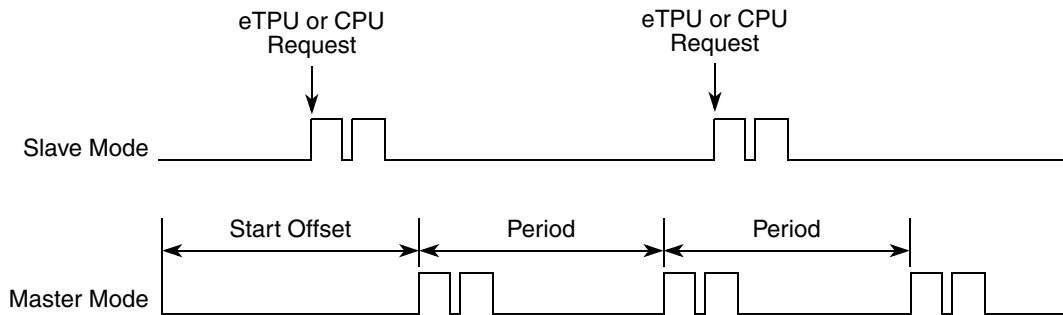 eTPU or CPU
Request
eTPU or CPU
Request
Slave Mode
Start Offset
Period
Period
Master Mode